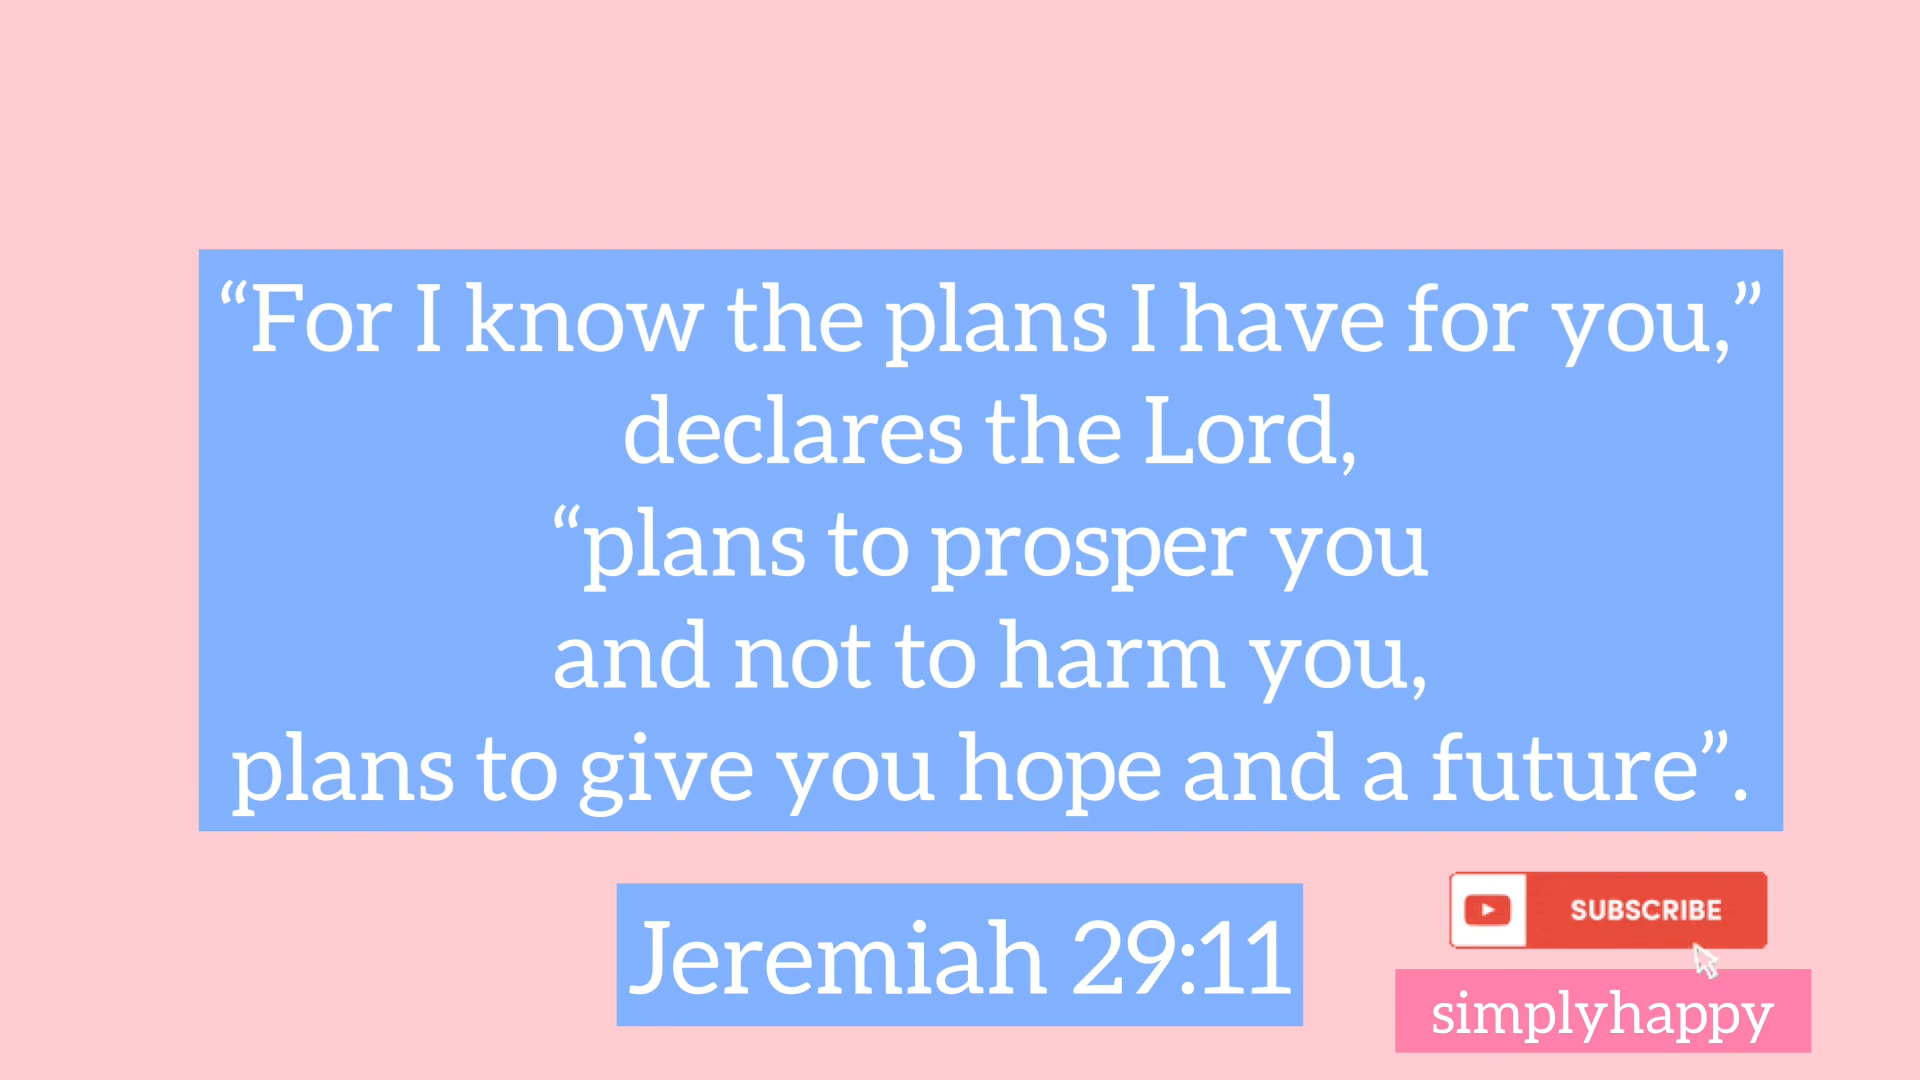 “For I know the plans I have for you,”
declares the Lord,
“plans to prosper you
and not to harm you,
plans to give you hope and a future”.
Jeremiah 29:11
SUBSCRIBE
simplyhappy